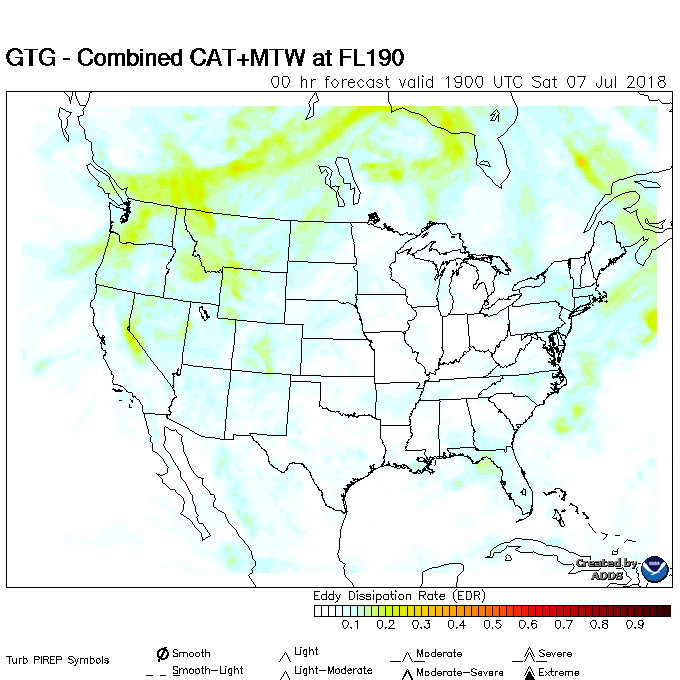 GTG - Combined CAT+MTW at FL190
00 hr forecast valid 1900 UTC Sat 07 Jul 2018
Created by
ADDS
Eddy Dissipation Rate (EDR)
0.1 0.2 0.3 0.4 0.5 0.6 0.7 0.8 0.9
Turb PIREP Symbols
Smooth Light Moderate Severe
Smooth-Light Light-Moderate Moderate-Severe Extreme